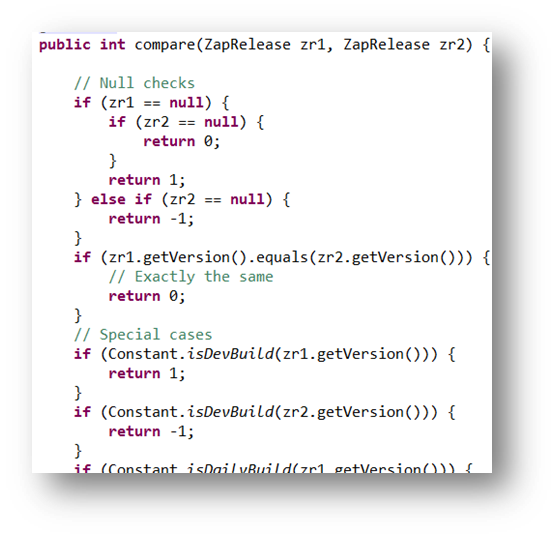 public int compare(ZapRelease zr1, ZapRelease zr2) {
// Null checks
if (zr1 == null) {
if (zr2 == null) {
return 0;
}
return 1;
} else if (zr2 == null) {
return -1;
}
if (zr1.getVersion().equals(zr2.getVersion())) {
// Exactly the same
return 0;
}
// Special cases
if (Constant.isDevBuild(zr1.getVersion())) {
return 1;
}
if (Constant.isDevBuild(zr2.getVersion())) {
return -1;
}
if (Constant.isDailyBuild(zr1.getVersion())) {